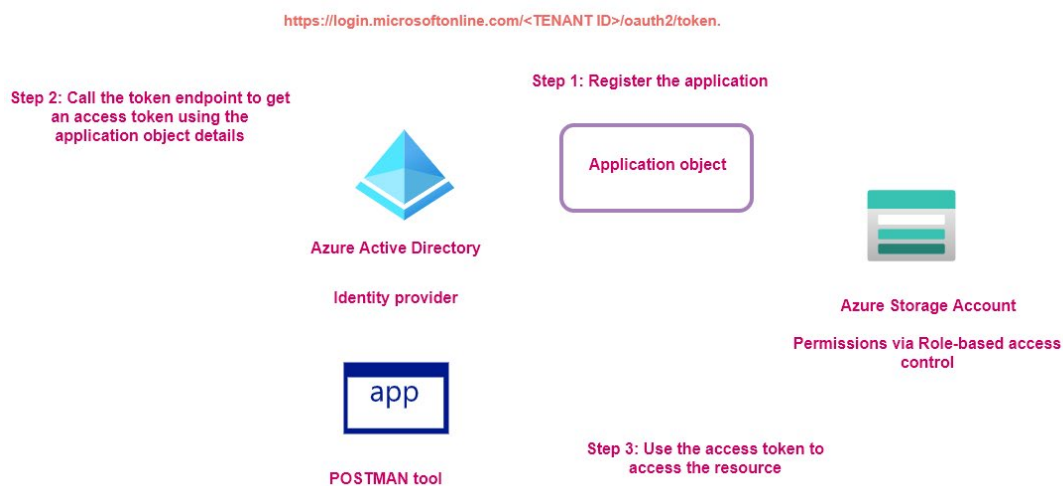 https://login.microsoftonline.com/<TENANT ID>/oauth2/token.
Step 1: Register the application
Step 2: Call the token endpoint to get
an access token using the
application object details
Application object
Azure Active Directory
Identity provider
Azure Storage Account
Permissions via Role-based access
control
app
POSTMAN tool
Step 3: Use the access token to
access the resource